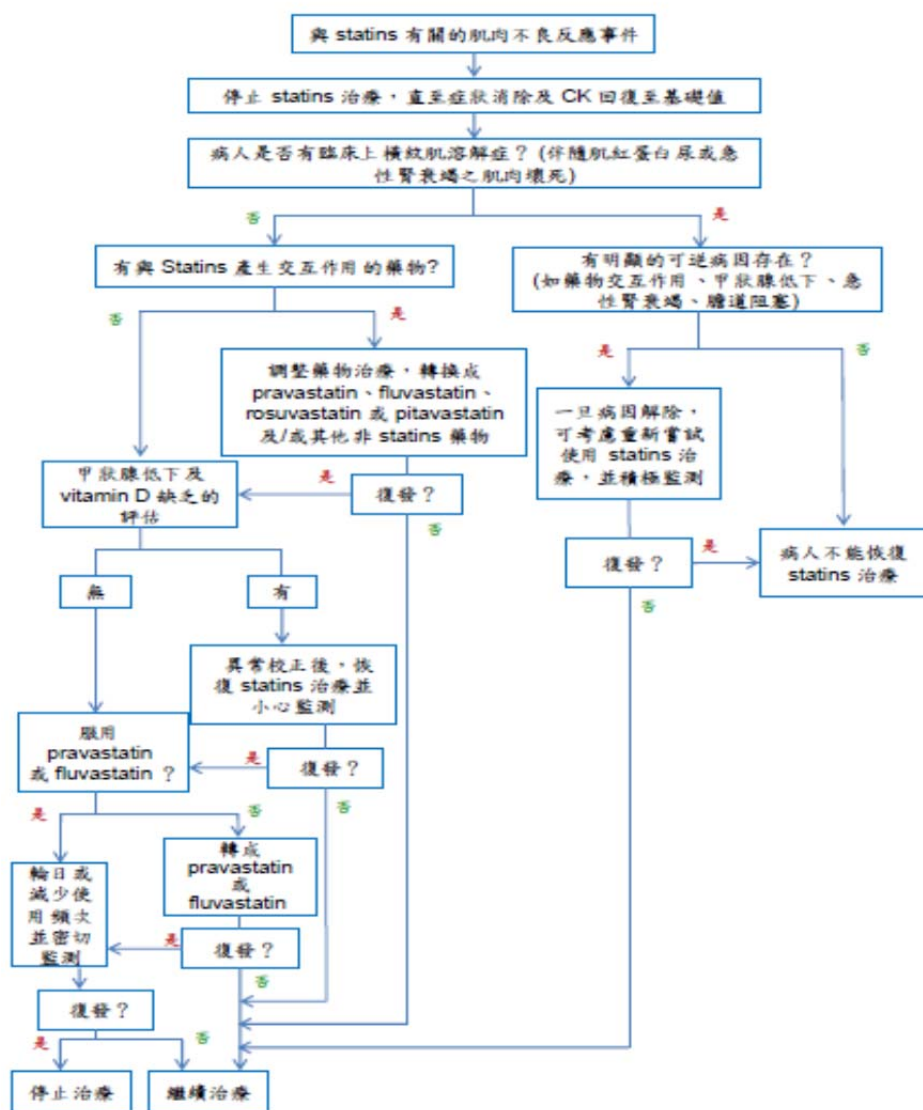 與 statins 有關的肌肉不良反應事件
停止 statins 治療，直至症狀消除及 CK 回復至基礎值
病人是否有臨床上橫紋肌溶解症？(伴隨肌紅蛋白尿或急
性腎衰竭之肌肉壞死)
否
是
有與 Statins 產生交互作用的藥物?
有明顯的可逆病因存在？
(如藥物交互作用、甲狀腺低下、急
性腎衰竭、膽道阻塞)
否
是
是
否
調整藥物治療，轉換成
pravastatin、fluvastatin、
rosuvastatin 或 pitavastatin
及/或其他非 statins 藥物
一旦病因解除，
可考慮重新嘗試
使用 statins 治
療，並積極監測
甲狀腺低下及
vitamin D 缺乏的
評估
是
復發？
否
復發？
是
病人不能恢復
statins 治療
否
無
有
異常校正後，恢
復 statins 治療並
小心監測
服用
pravastatin
或 fluvastatin ？
是
復發？
否
是
否
輪日或
減少使
用頻次
並密切
監測
轉成
pravastatin
或
fluvastatin
是
復發？
否
復發？
是
否
停止治療
繼續治療